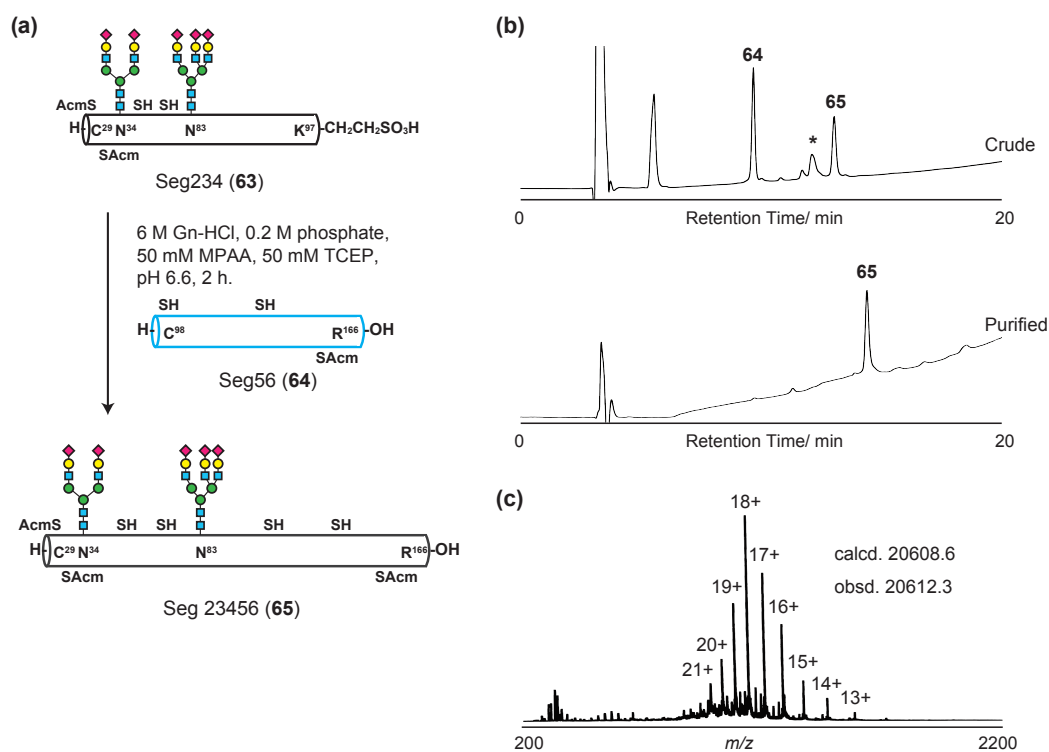 (a)
AcmS
SH
SH
H-
C²⁹ N³⁴
N⁸³
K⁹⁷
-CH₂CH₂SO₃H
SAcm
Seg234 (63)
6 M Gn-HCl, 0.2 M phosphate,
50 mM MPAA, 50 mM TCEP,
pH 6.6, 2 h.
SH
SH
H-
C⁹⁸
R¹⁶⁶
-OH
SAcm
Seg56 (64)
AcmS
SH
SH
SH
SH
H-
C²⁹ N³⁴
N⁸³
R¹⁶⁶
-OH
SAcm
SAcm
Seg 23456 (65)
(b)
64
65
*
Crude
0
Retention Time/ min
20
65
Purified
0
Retention Time/ min
20
(c)
18+
17+
19+
16+
20+
15+
21+
14+
13+
calcd. 20608.6
obsd. 20612.3
200
m/z
2200